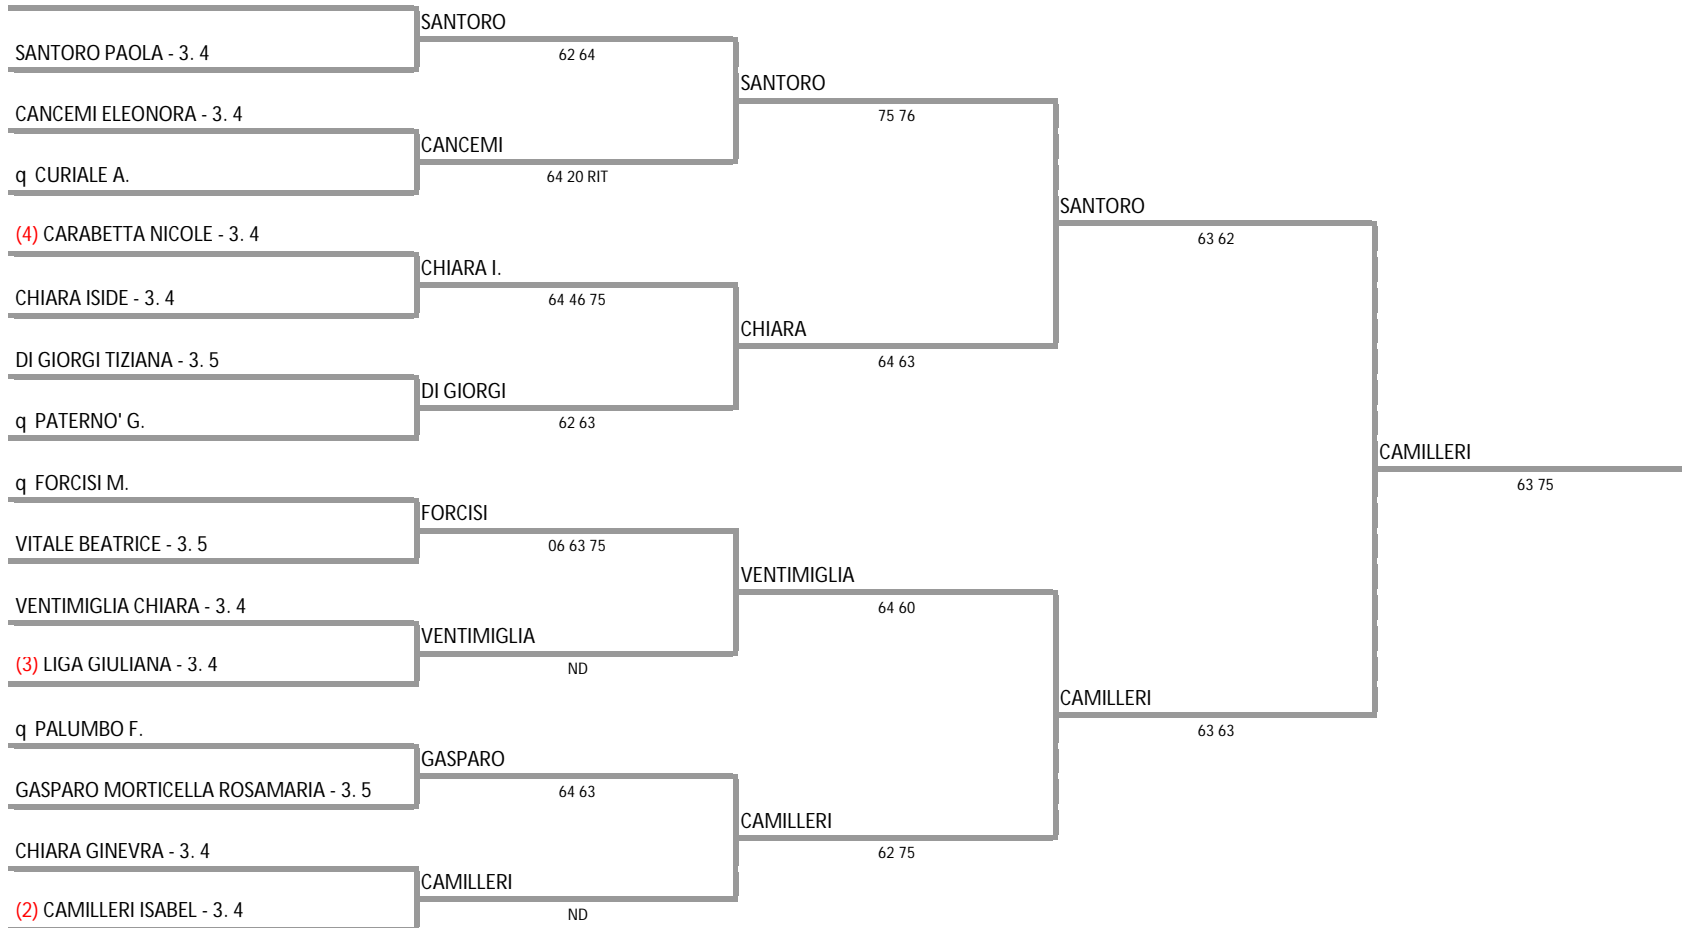 SANTORO
SANTORO PAOLA - 3. 4
62 64
SANTORO
CANCEMI ELEONORA - 3. 4
75 76
CANCEMI
q CURIALE A.
64 20 RIT
SANTORO
(4) CARABETTA NICOLE - 3. 4
63 62
CHIARA I.
CHIARA ISIDE - 3. 4
64 46 75
CHIARA
DI GIORGI TIZIANA - 3. 5
64 63
DI GIORGI
q PATERNO' G.
62 63
CAMILLERI
q FORCISI M.
63 75
FORCISI
VITALE BEATRICE - 3. 5
06 63 75
VENTIMIGLIA
VENTIMIGLIA CHIARA - 3. 4
64 60
VENTIMIGLIA
(3) LIGA GIULIANA - 3. 4
ND
CAMILLERI
q PALUMBO F.
63 63
GASPARO
GASPARO MORTICELLA ROSAMARIA - 3. 5
64 63
CAMILLERI
CHIARA GINEVRA - 3. 4
62 75
CAMILLERI
(2) CAMILLERI ISABEL - 3. 4
ND